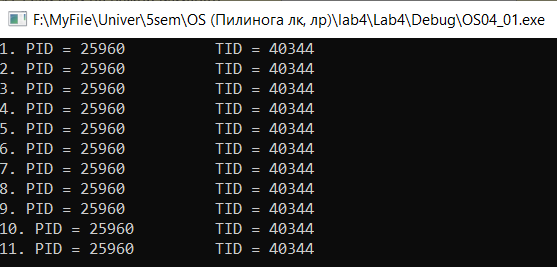 F:\MyFile\Univer\5sem\OS (Пилинога лк, лр)\lab4\Lab4\Debug\OS04_01.exe
1. PID = 25960 TID = 40344
2. PID = 25960 TID = 40344
3. PID = 25960 TID = 40344
4. PID = 25960 TID = 40344
5. PID = 25960 TID = 40344
6. PID = 25960 TID = 40344
7. PID = 25960 TID = 40344
8. PID = 25960 TID = 40344
9. PID = 25960 TID = 40344
10. PID = 25960 TID = 40344
11. PID = 25960 TID = 40344